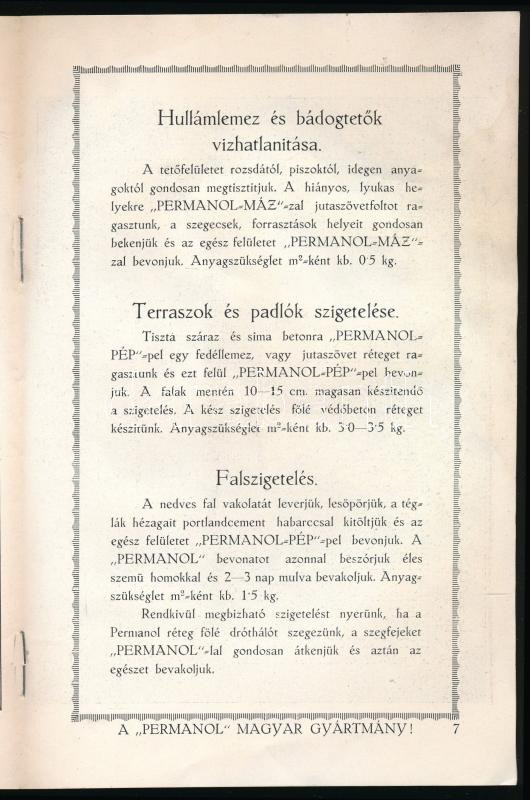 Hullámlemez és bádogtetők
vizhatlanitása.
A tetőfelületet rozsdától, piszoktól, idegen anya=
goktól gondosan megtisztitjuk. A hiányos, lyukas he=
lyekre „PERMANOL=MÁZ"=zal jutaszövetfoltot ra=
gasztunk, a szegecsek, forrasztások helyeit gondosan
bekenjük és az egész felületet „PERMANOL=MÁZ"=
zal bevonjuk. Anyagszükséglet m²=ként kb. 0·5 kg.
Terraszok és padlók szigetelése.
Tiszta száraz és sima betonra „PERMANOL=
PÉP"=pel egy fedéllemez, vagy jutaszövet réteget ra=
gasztunk és ezt felül „PERMANOL=PÉP"=pel bevon=
juk. A falak mentén 10—15 cm. magasan készitendő
a szigetelés. A kész szigetelés fölé védőbeton réteget
készitünk. Anyagszükséglet m²=ként kb. 3·0—3·5 kg.
Falszigetelés.
A nedves fal vakolatát leverjük, lesöpörjük, a tég=
lák hézagait portlandcement habarccsal kitöltjük és az
egész felületet „PERMANOL=PÉP"=pel bevonjuk. A
„PERMANOL" bevonatot azonnal beszórjuk éles
szemü homokkal és 2—3 nap mulva bevakoljuk. Anyag=
szükséglet m²=ként kb. 1·5 kg.
Rendkivül megbizható szigetelést nyerünk, ha a
Permanol réteg fölé dróthálót szegezünk, a szegfejeket
„PERMANOL"=lal gondosan átkenjük és aztán az
egészet bevakoljuk.
A „PERMANOL" MAGYAR GYÁRTMÁNY! 7